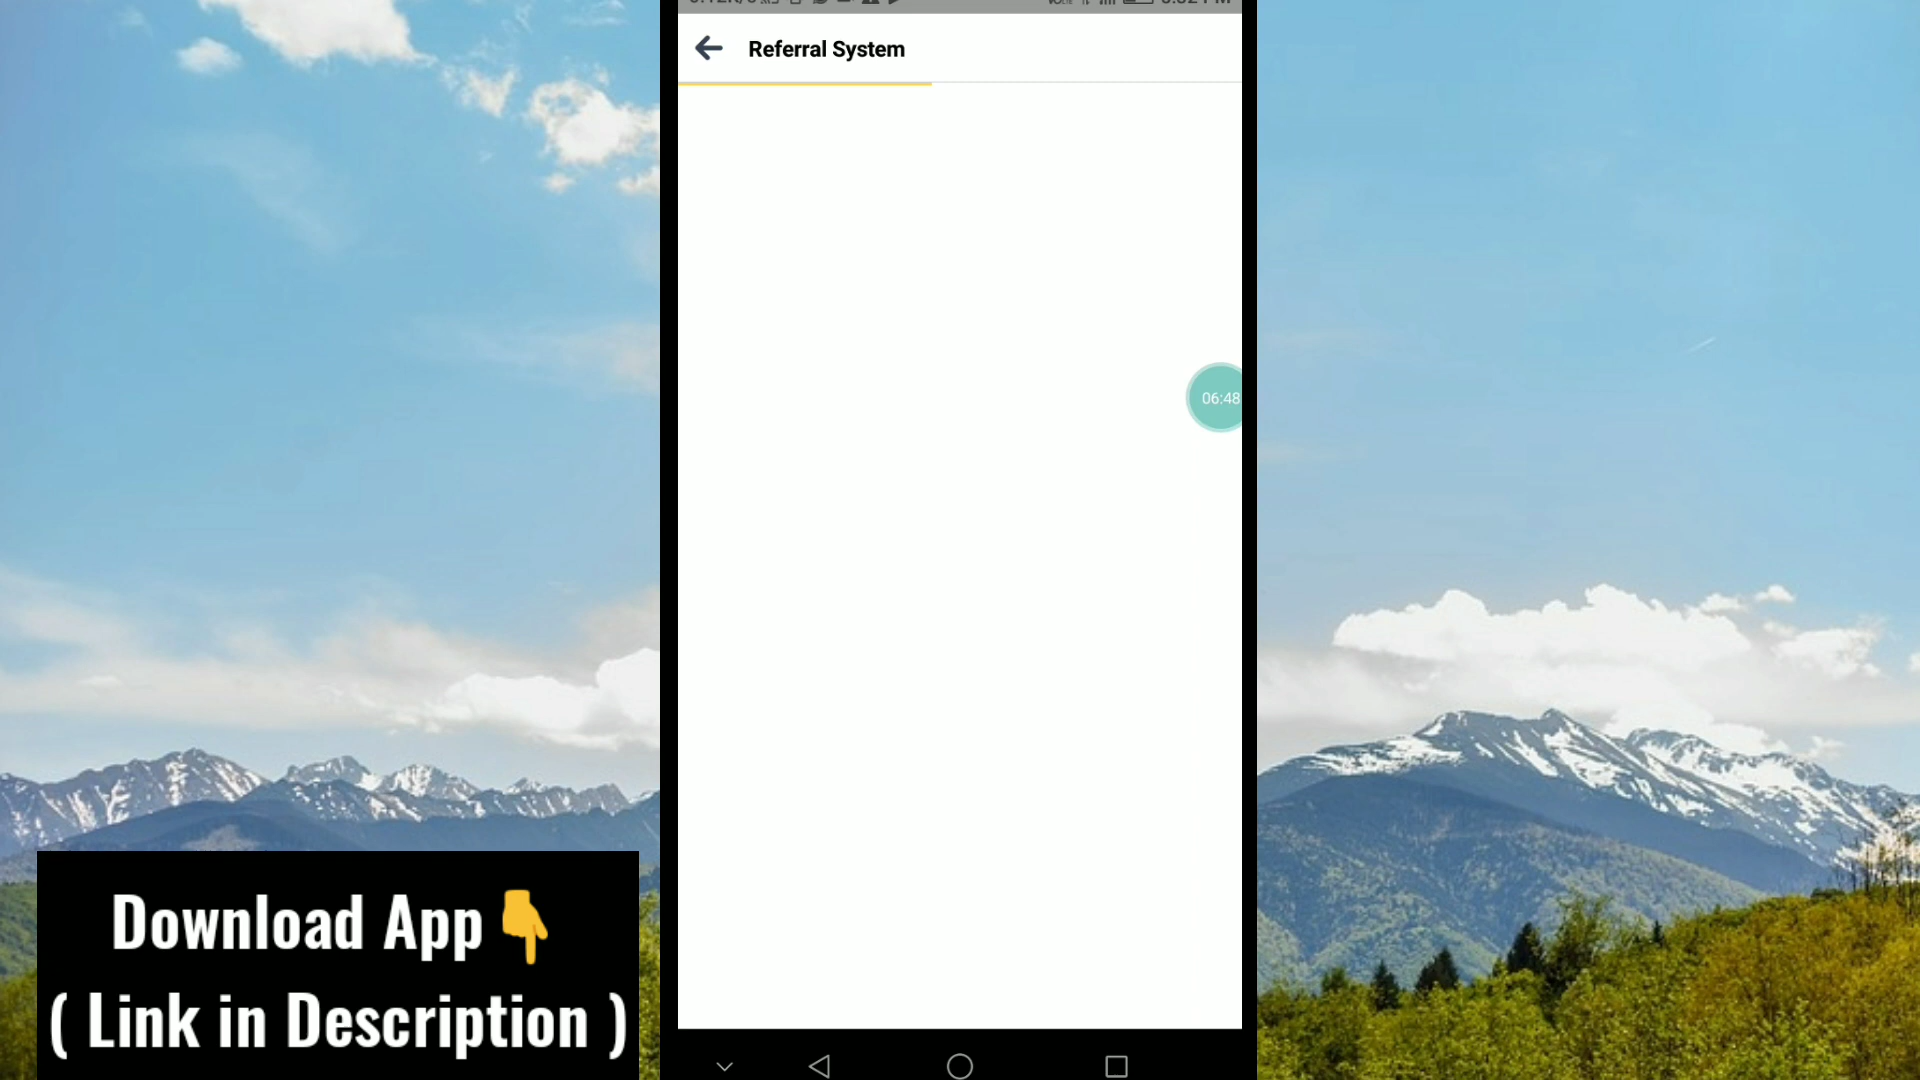 Referral System
06:48
Download App👇
( Link in Description )